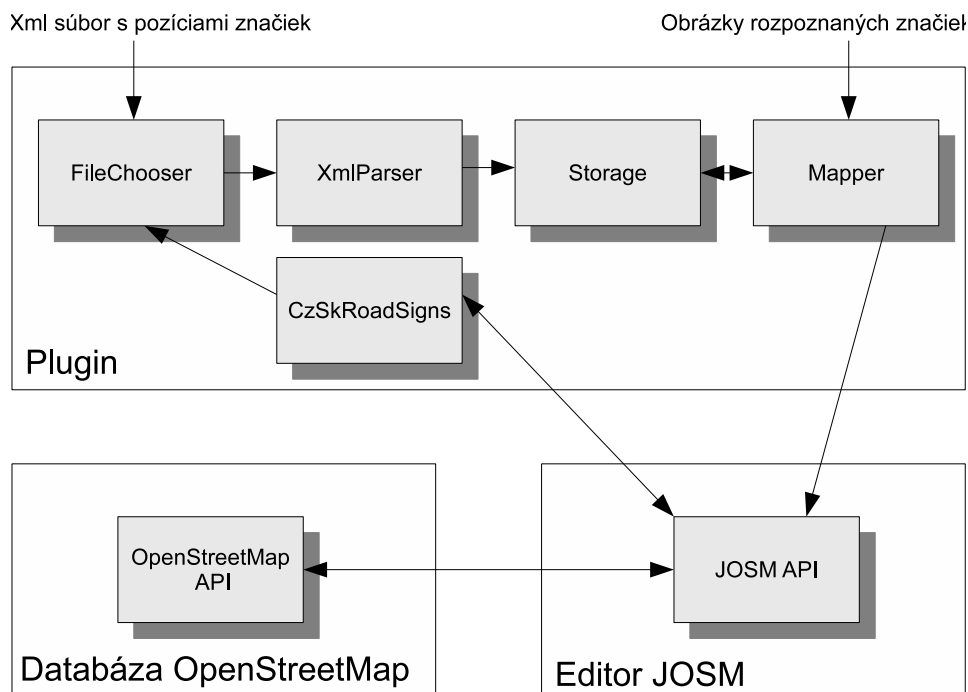 Xml súbor s pozíciami značiek
Obrázky rozpoznaných značiek
FileChooser
XmlParser
Storage
Mapper
CzSkRoadSigns
Plugin
OpenStreetMap
API
JOSM API
Databáza OpenStreetMap
Editor JOSM